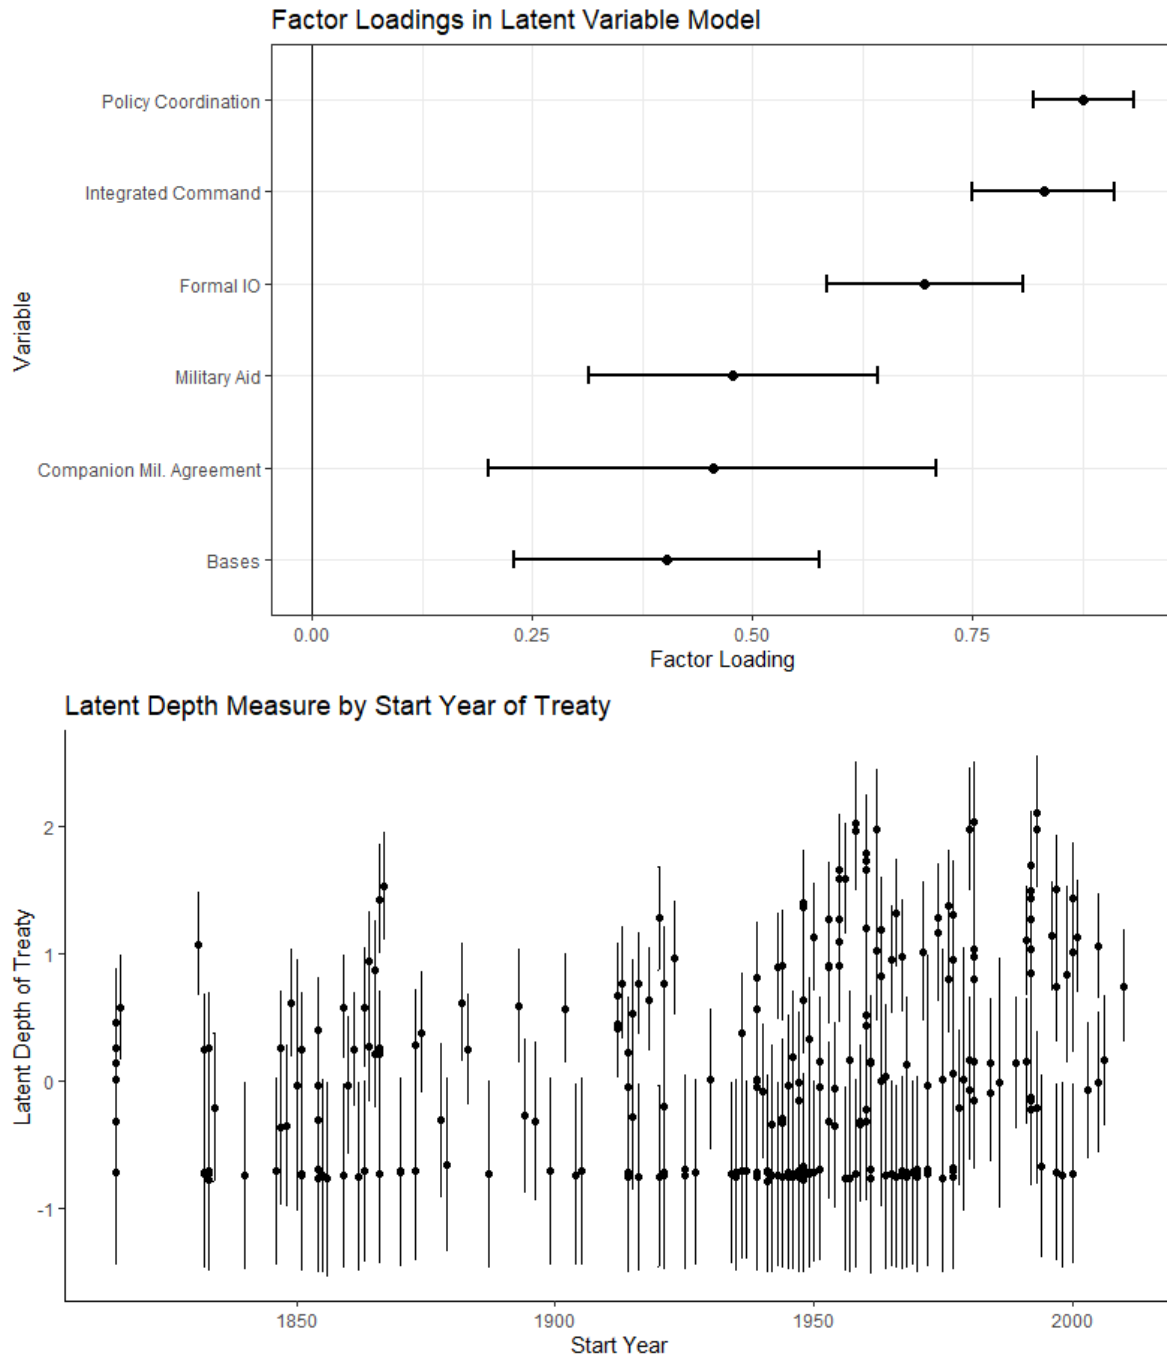 Factor Loadings in Latent Variable Model
Policy Coordination
Integrated Command
Formal IO
Military Aid
Companion Mil. Agreement
Bases
Variable
0.00 0.25 0.50 0.75
Factor Loading
Latent Depth Measure by Start Year of Treaty
2
1
0
-1
Latent Depth of Treaty
1850 1900 1950 2000
Start Year